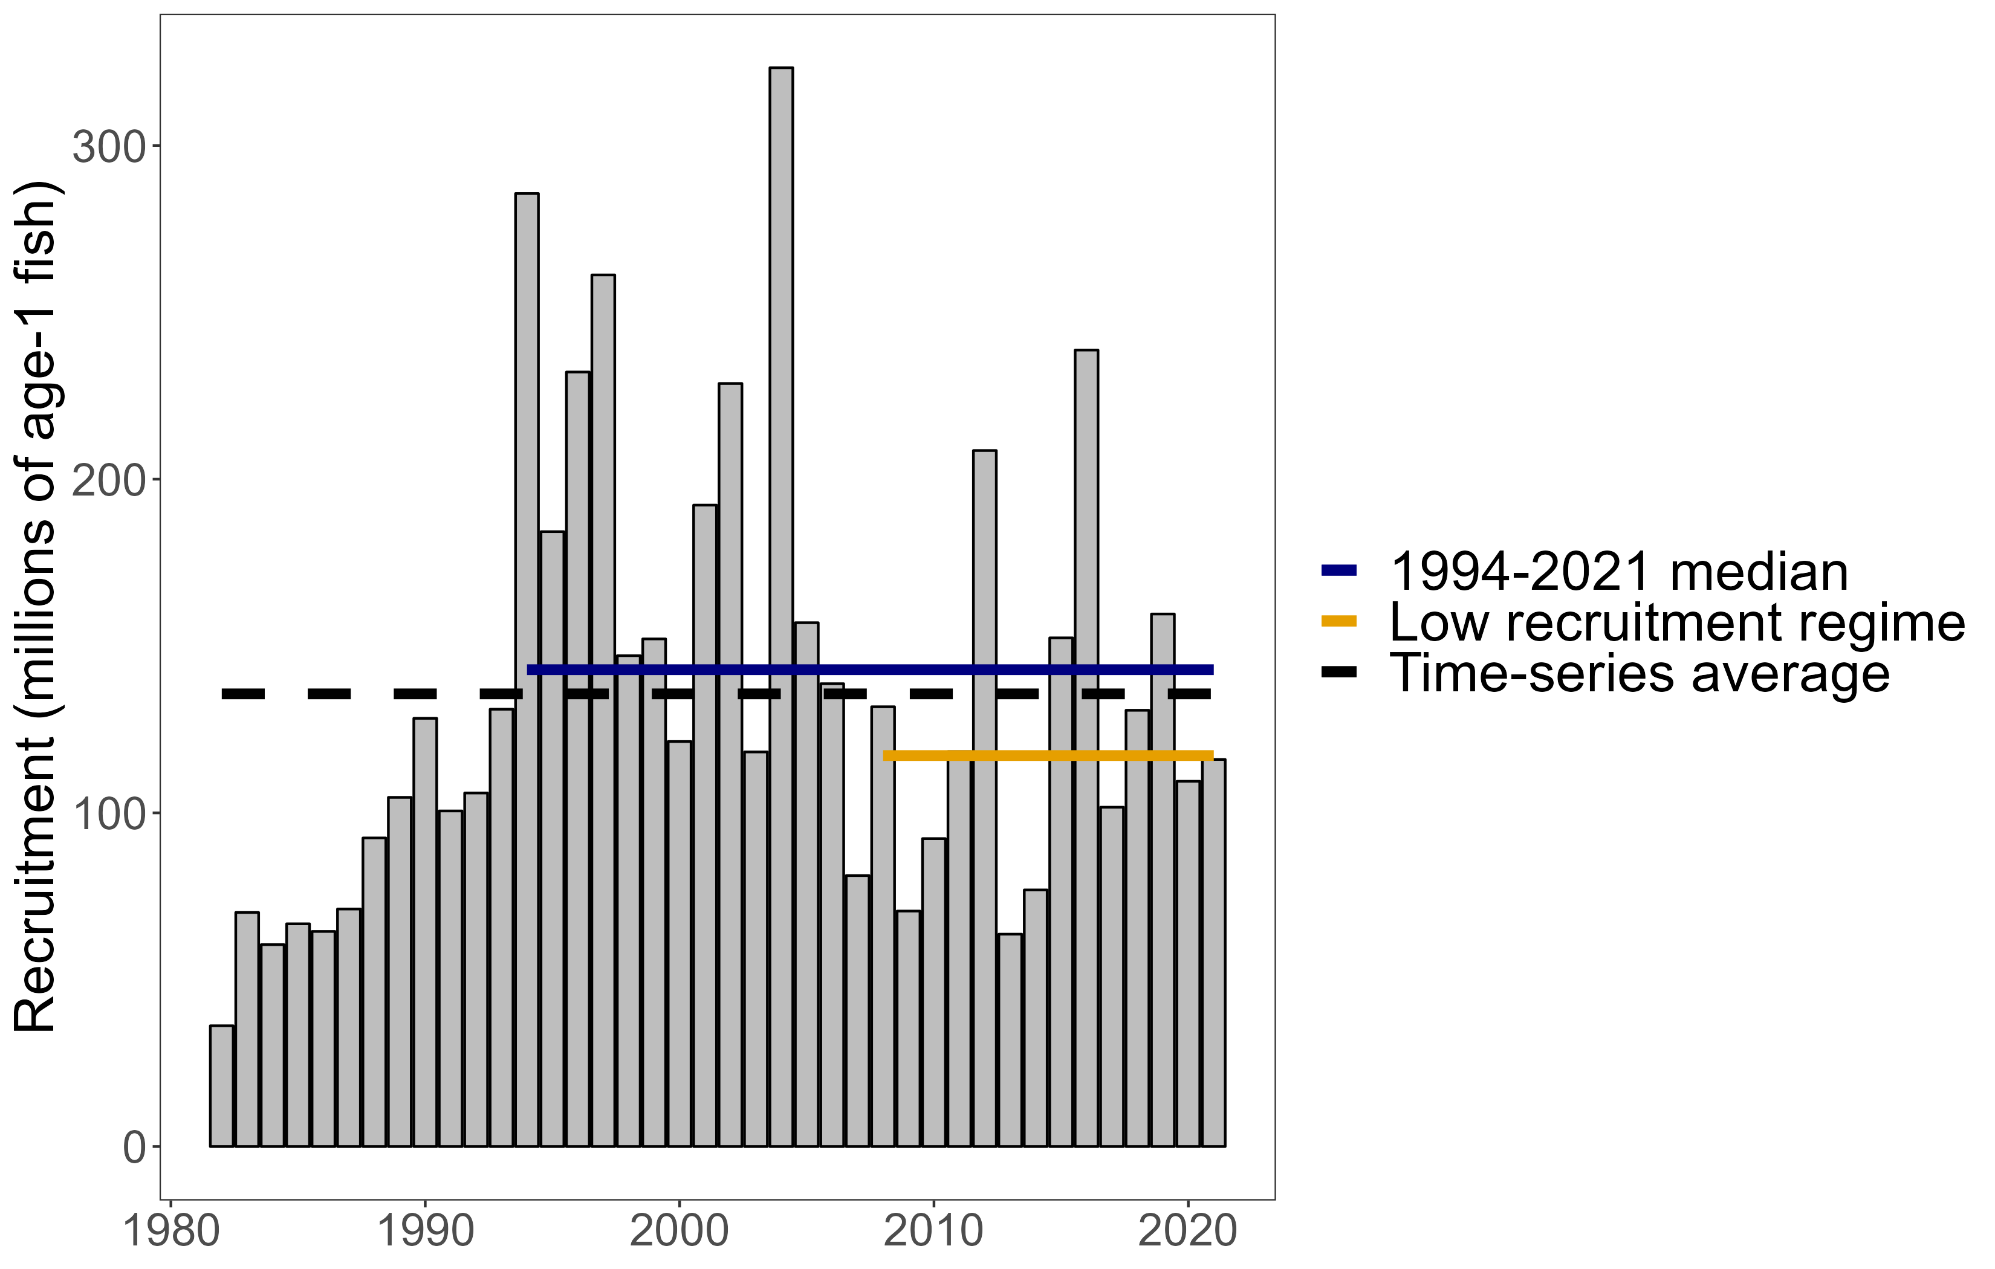 Recruitment (millions of age-1 fish)
300
200
100
0
1980 1990 2000 2010 2020
1994-2021 median
Low recruitment regime
Time-series average